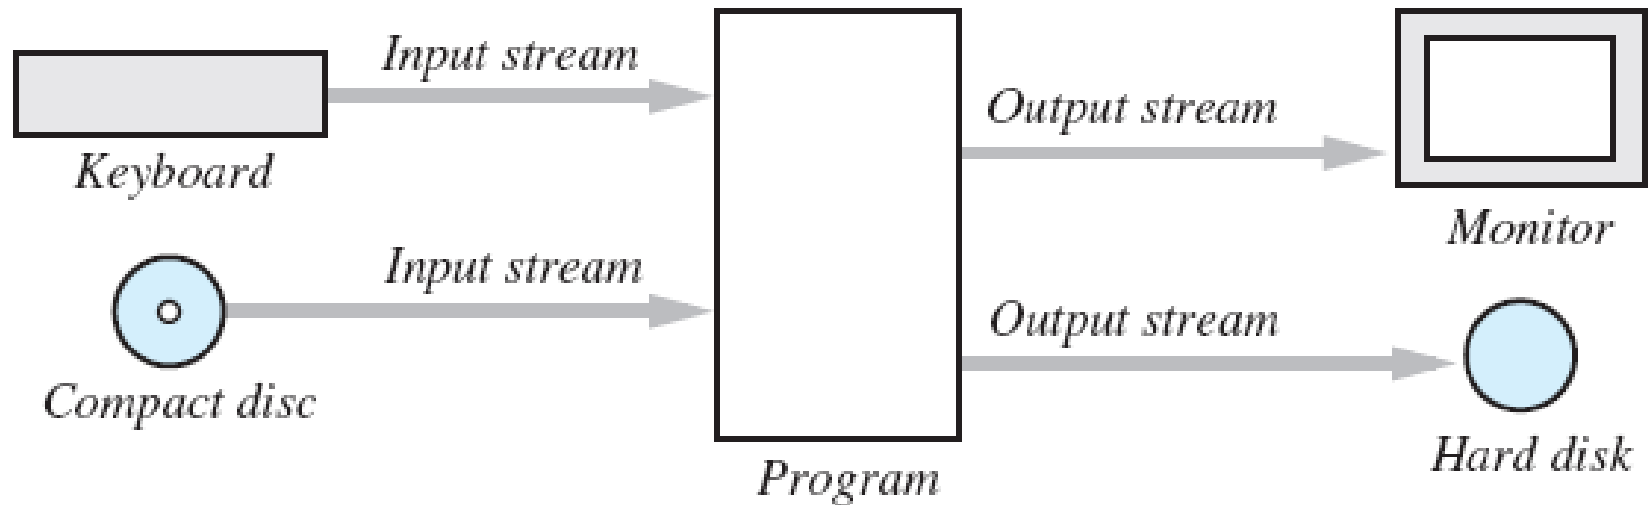 Input stream
Output stream
Keyboard
Monitor
Input stream
Output stream
Compact disc
Hard disk
Program